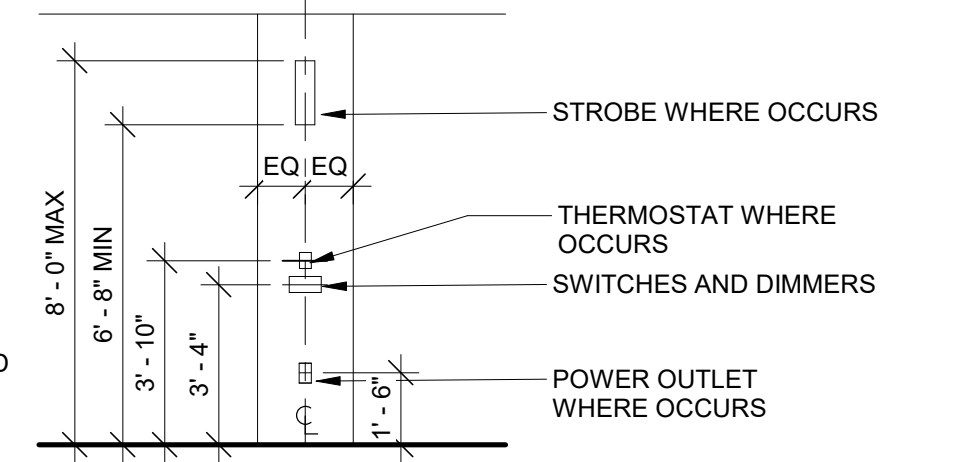 STROBE WHERE OCCURS
EQ EQ
THERMOSTAT WHERE
OCCURS
SWITCHES AND DIMMERS
8' - 0" MAX
6' - 8" MIN
3' - 10"
3' - 4"
1' - 6"
POWER OUTLET
WHERE OCCURS
CL